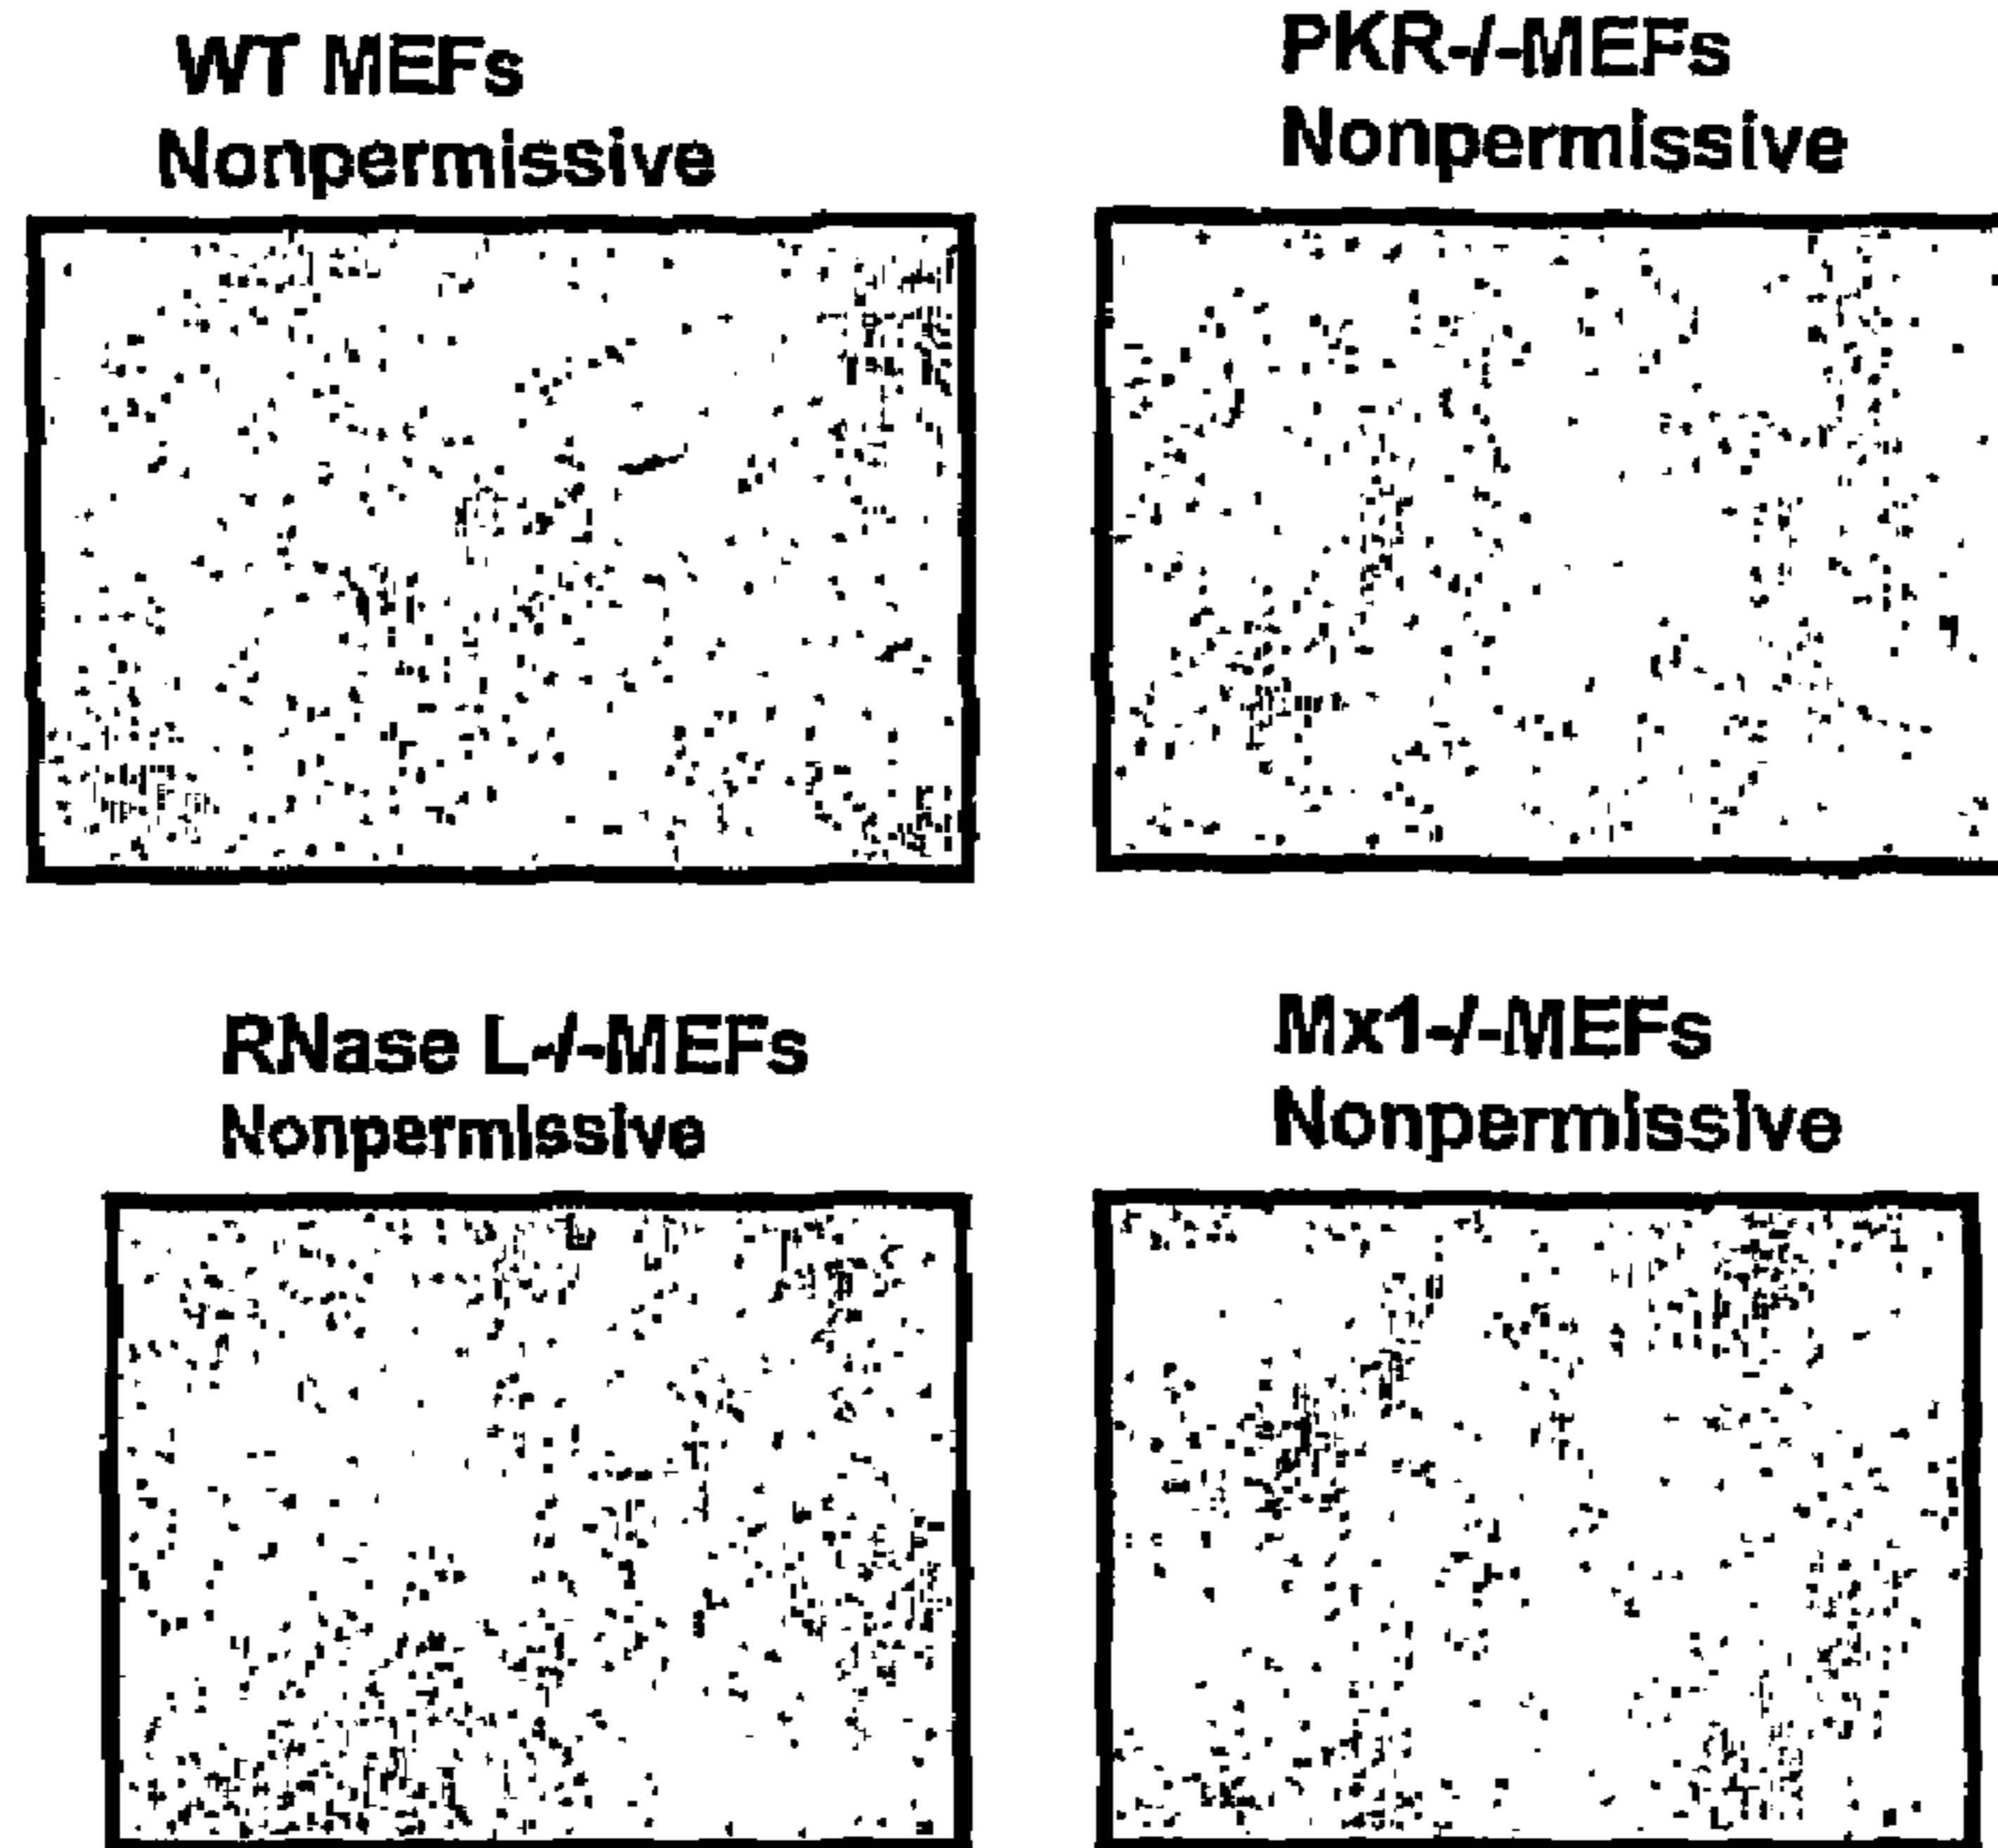 WT MEFs
Nonpermissive
PKR-/-MEFs
Nonpermissive
RNase L-/-MEFs
Nonpermissive
Mx1-/-MEFs
Nonpermissive